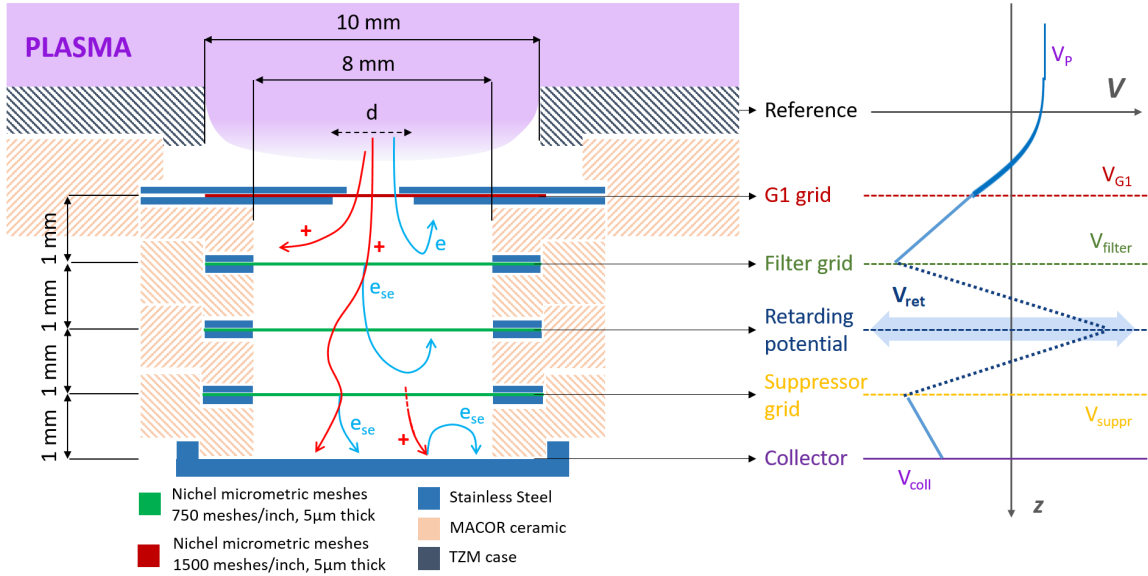 PLASMA
10 mm
8 mm
d
1 mm
1 mm
1 mm
1 mm
+
+
e
e_se
e_se
+
e_se
Reference
G1 grid
Filter grid
Retarding
potential
Suppressor
grid
Collector
V_P
V
V_G1
V_filter
V_ret
V_suppr
V_coll
z
Nichel micrometric meshes
750 meshes/inch, 5µm thick
Nichel micrometric meshes
1500 meshes/inch, 5µm thick
Stainless Steel
MACOR ceramic
TZM case